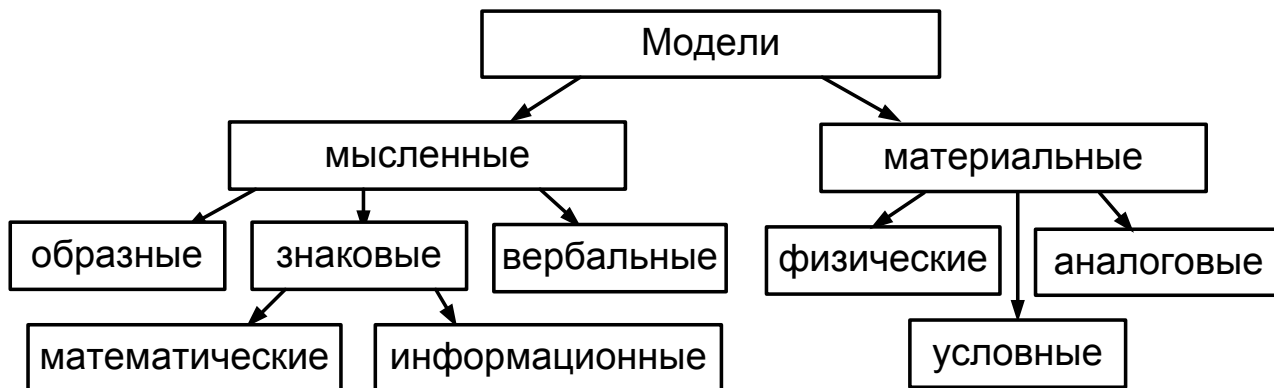 Модели
мысленные
материальные
образные
знаковые
вербальные
физические
аналоговые
математические
информационные
условные